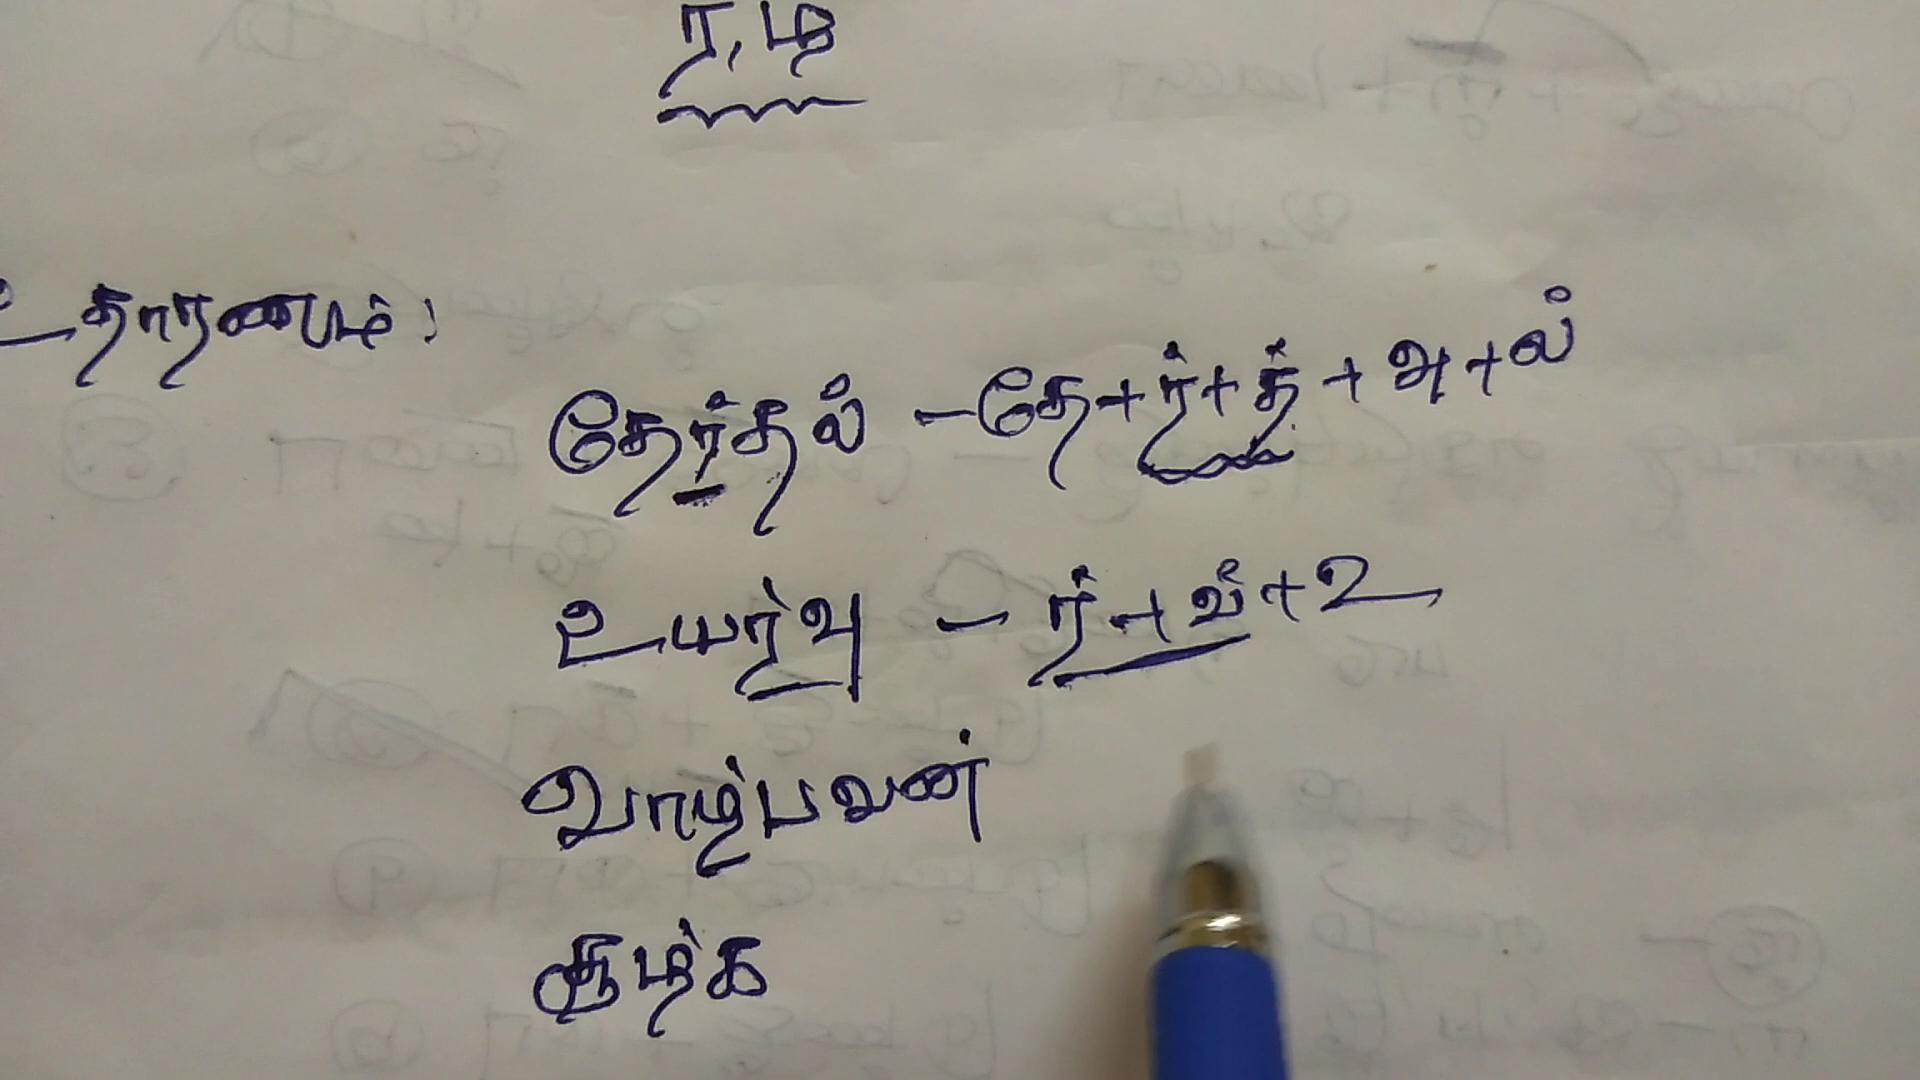 ர, ழ
உதாரணம் :
தேர்தல் - தே+ர்+த் + அ+ல்
உயர்வு - ர்+வ்+உ
வாழ்பவன்
சூழ்க